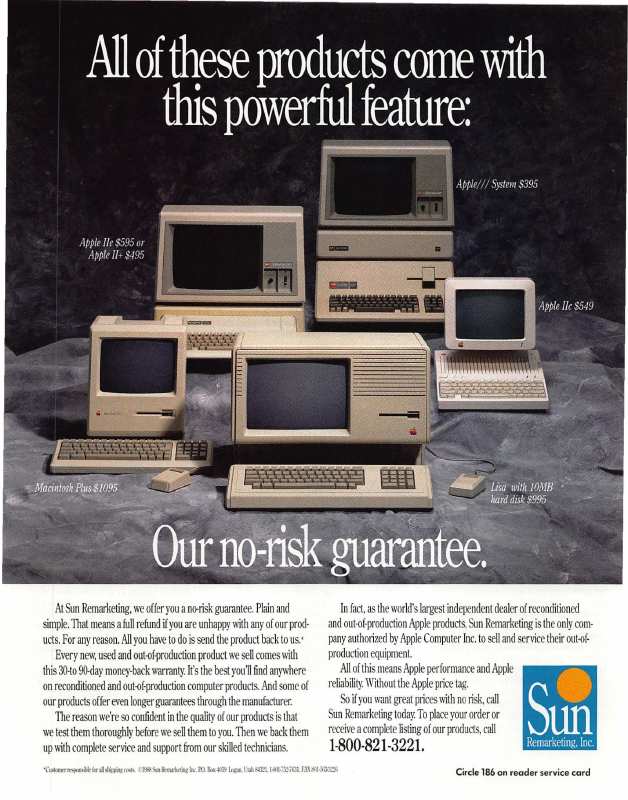 All of these products come with
this powerful feature:
Apple/// System $395
Apple IIe $595 or
Apple II+ $495
Apple IIc $549
Macintosh Plus $1095
Lisa with 10MB
hard disk $995
Our no-risk guarantee.
At Sun Remarketing, we offer you a no-risk guarantee. Plain and
simple. That means a full refund if you are unhappy with any of our prod-
ucts. For any reason. All you have to do is send the product back to us.*
Every new, used and out-of-production product we sell comes with
this 30-to 90-day money-back warranty. It's the best you'll find anywhere
on reconditioned and out-of-production computer products. And some of
our products offer even longer guarantees through the manufacturer.
The reason we're so confident in the quality of our products is that
we test them thoroughly before we sell them to you. Then we back them
up with complete service and support from our skilled technicians.
In fact, as the world's largest independent dealer of reconditioned
and out-of-production Apple products, Sun Remarketing is the only com-
pany authorized by Apple Computer Inc. to sell and service their out-of-
production equipment.
All of this means Apple performance and Apple
reliability. Without the Apple price tag.
So if you want great prices with no risk, call
Sun Remarketing today. To place your order or
receive a complete listing of our products, call
1-800-821-3221.
Sun
Remarketing, Inc.
*Customer responsible for all shipping costs. ©1988 Sun Remarketing Inc. P.O. Box 4059 Logan, Utah 84321,
Circle 186 on reader service card